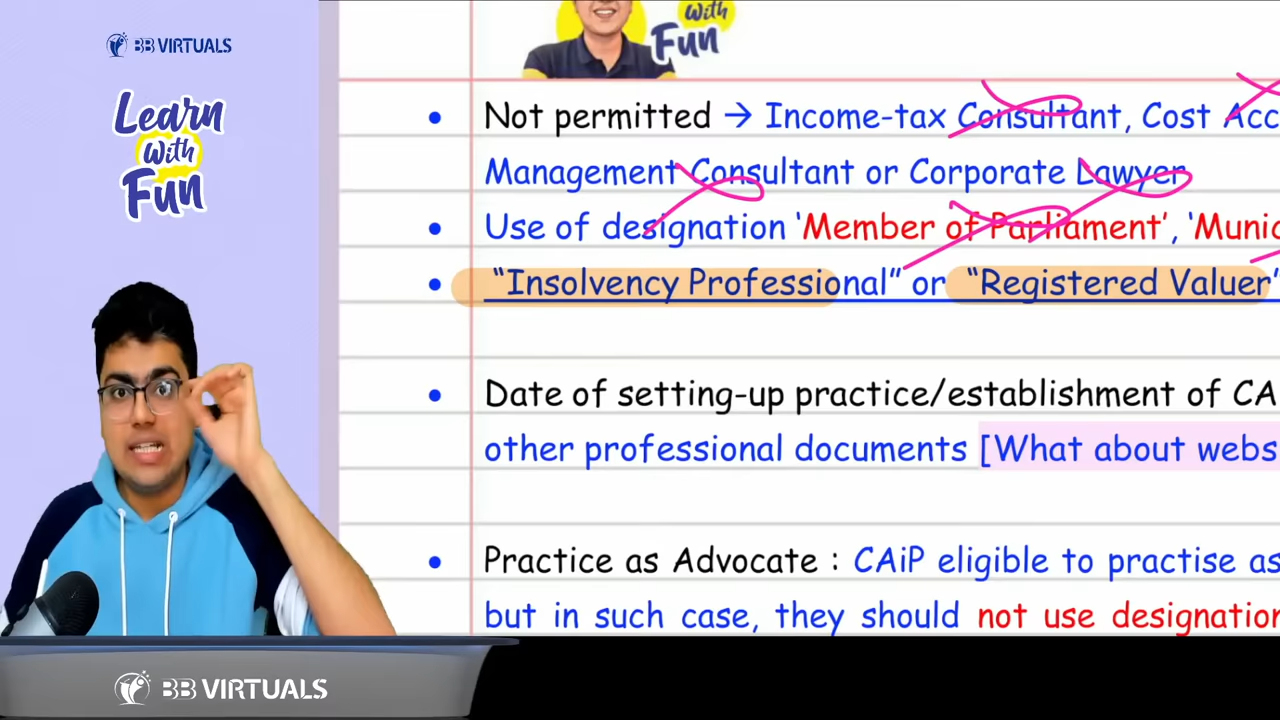 BB VIRTUALS
Learn
With
Fun
With
Fun
Not permitted → Income-tax Consultant, Cost Acc
Management Consultant or Corporate Lawyer
Use of designation ‘Member of Parliament’, ‘Munic
“Insolvency Professional” or “Registered Valuer”
Date of setting-up practice/establishment of CA
other professional documents [What about webs
Practice as Advocate : CAiP eligible to practise as
but in such case, they should not use designation
BB VIRTUALS